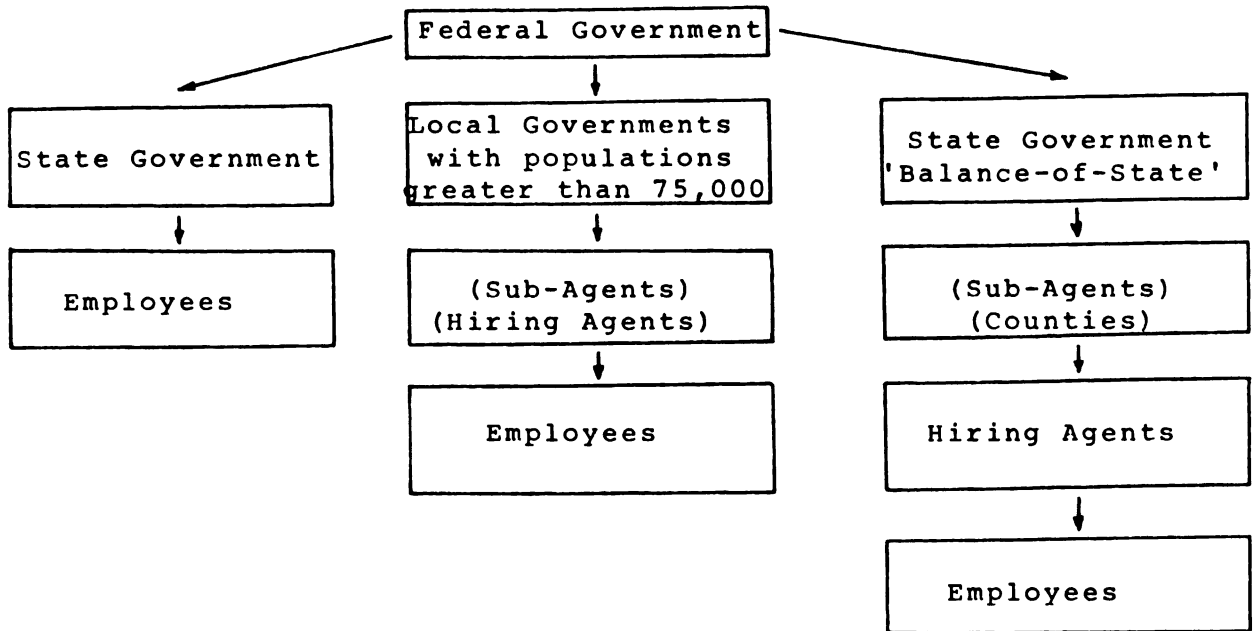 Federal Government
State Government
Local Governments
with populations
greater than 75,000
State Government
'Balance-of-State'
Employees
(Sub-Agents)
(Hiring Agents)
(Sub-Agents)
(Counties)
Employees
Hiring Agents
Employees